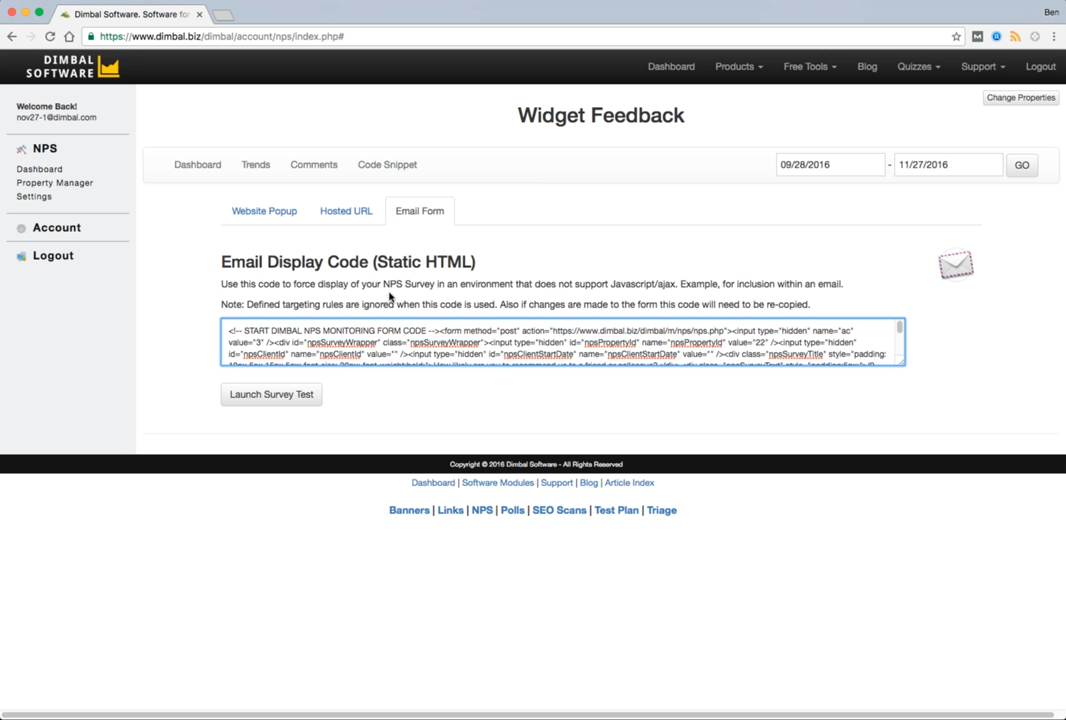 Dimbal Software. Software for
Ben
https://www.dimbal.biz/dimbal/account/nps/index.php#
DIMBAL
SOFTWARE
Dashboard
Products
Free Tools
Blog
Quizzes
Support
Logout
Welcome Back!
nov27-1@dimbal.com
NPS
Dashboard
Property Manager
Settings
Account
Logout
Change Properties
Widget Feedback
Dashboard
Trends
Comments
Code Snippet
09/28/2016 - 11/27/2016 GO
Website Popup
Hosted URL
Email Form
Email Display Code (Static HTML)
Use this code to force display of your NPS Survey in an environment that does not support Javascript/ajax. Example, for inclusion within an email.
Note: Defined targeting rules are ignored when this code is used. Also if changes are made to the form this code will need to be re-copied.
<!-- START DIMBAL NPS MONITORING FORM CODE --><form method="post" action="https://www.dimbal.biz/dimbal/m/nps/nps.php"><input type="hidden" name="ac"
value="3" /><div id="npsSurveyWrapper" class="npsSurveyWrapper"><input type="hidden" id="npsPropertyId" name="npsPropertyId" value="22" /><input type="hidden"
id="npsClientId" name="npsClientId" value="" /><input type="hidden" id="npsClientStartDate" name="npsClientStartDate" value="" /><div class="npsSurveyTitle" style="padding:
Launch Survey Test
Copyright © 2016 Dimbal Software - All Rights Reserved
Dashboard | Software Modules | Support | Blog | Article Index
Banners | Links | NPS | Polls | SEO Scans | Test Plan | Triage